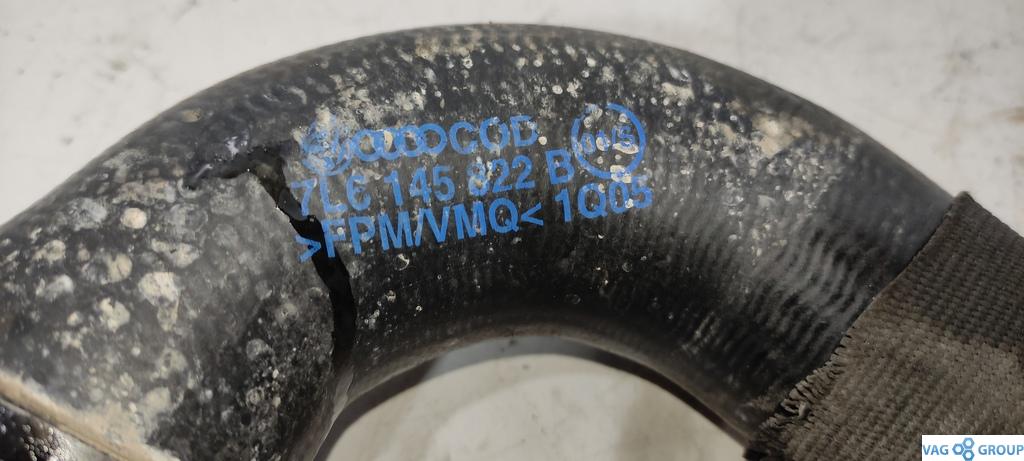 COD
7L6 145 822 B
>FPM/VMQ< 1Q05
VAG GROUP